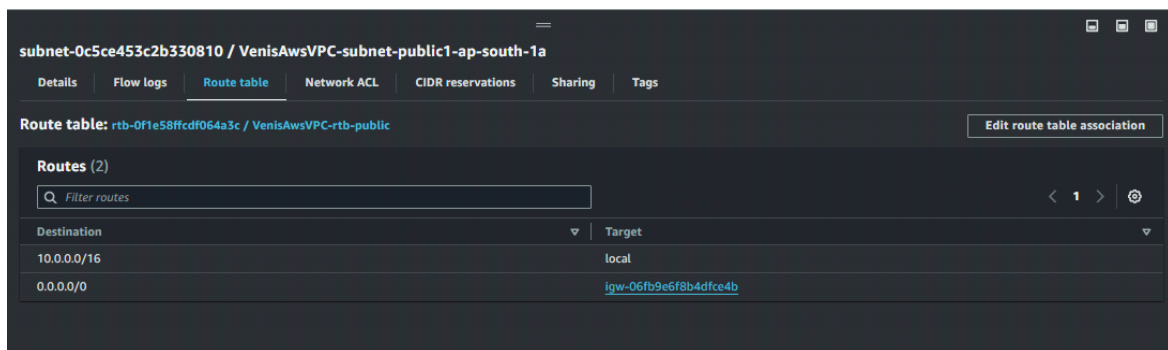 subnet-0c5ce453c2b330810 / VenisAwsVPC-subnet-public1-ap-south-1a
Details Flow logs Route table Network ACL CIDR reservations Sharing Tags
Route table: rtb-0f1e58ffcdf064a3c / VenisAwsVPC-rtb-public Edit route table association
Routes (2)
Filter routes 1
Destination Target
10.0.0.0/16 local
0.0.0.0/0 igw-06fb9e6f8b4dfce4b